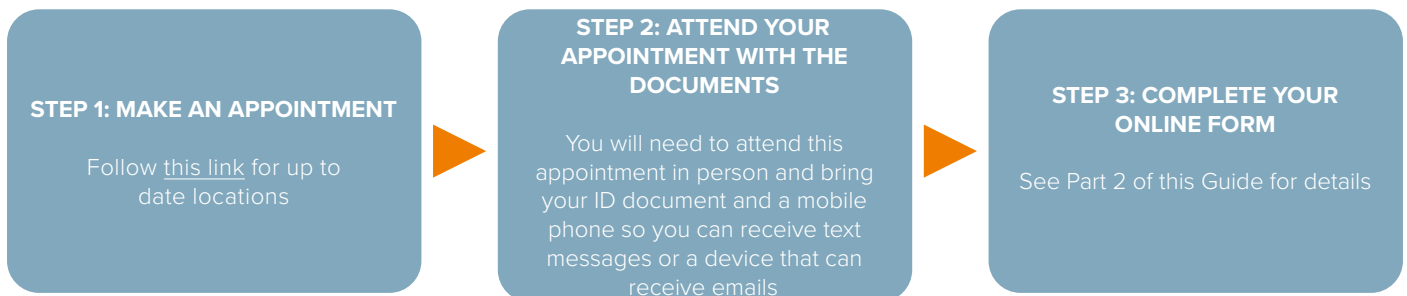 STEP 1: MAKE AN APPOINTMENT
Follow this link for up to
date locations
STEP 2: ATTEND YOUR
APPOINTMENT WITH THE
DOCUMENTS
You will need to attend this
appointment in person and bring
your ID document and a mobile
phone so you can receive text
messages or a device that can
receive emails
STEP 3: COMPLETE YOUR
ONLINE FORM
See Part 2 of this Guide for details